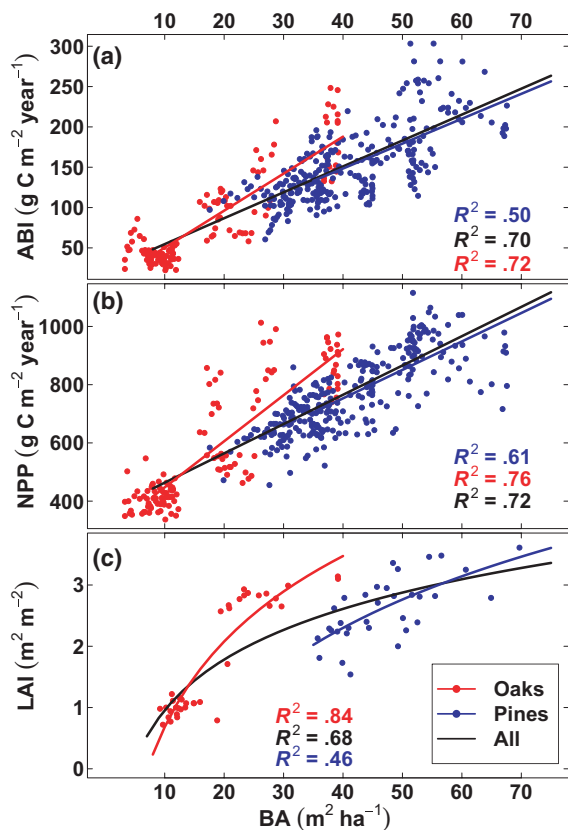 10 20 30 40 50 60 70
(a)
300
250
200
150
100
50
ABI (g C m⁻² year⁻¹)
R² = .50
R² = .70
R² = .72
(b)
1000
800
600
400
NPP (g C m⁻² year⁻¹)
R² = .61
R² = .76
R² = .72
(c)
3
2
1
0
LAI (m² m⁻²)
R² = .84
R² = .68
R² = .46
Oaks
Pines
All
10 20 30 40 50 60 70
BA (m² ha⁻¹)